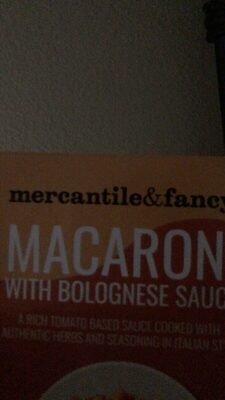 mercantile&fancy
MACARON
WITH BOLOGNESE SAUC
A RICH TOMATO BASED SAUCE COOKED WITH
AUTHENTIC HERBS AND SEASONING IN ITALIAN ST